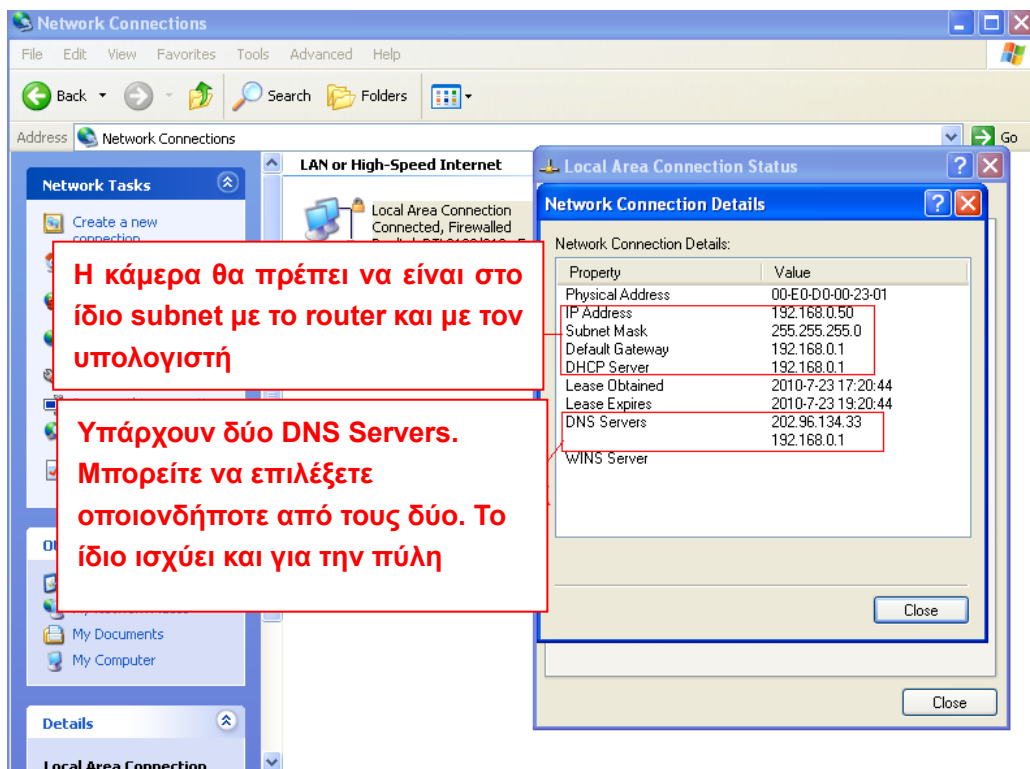 Network Connections
File Edit View Favorites Tools Advanced Help
Back Search Folders
Address Network Connections Go
Network Tasks
Create a new
connection
LAN or High-Speed Internet
Local Area Connection
Connected, Firewalled
Η κάμερα θα πρέπει να είναι στο
ίδιο subnet με το router και με τον
υπολογιστή
Υπάρχουν δύο DNS Servers.
Μπορείτε να επιλέξετε
οποιονδήποτε από τους δύο. Το
ίδιο ισχύει και για την πύλη
My Documents
My Computer
Details
Local Area Connection
Local Area Connection Status
Network Connection Details
Network Connection Details:
Property Value
Physical Address 00-E0-D0-00-23-01
IP Address 192.168.0.50
Subnet Mask 255.255.255.0
Default Gateway 192.168.0.1
DHCP Server 192.168.0.1
Lease Obtained 2010-7-23 17:20:44
Lease Expires 2010-7-23 19:20:44
DNS Servers 202.96.134.33
192.168.0.1
WINS Server
Close
Close